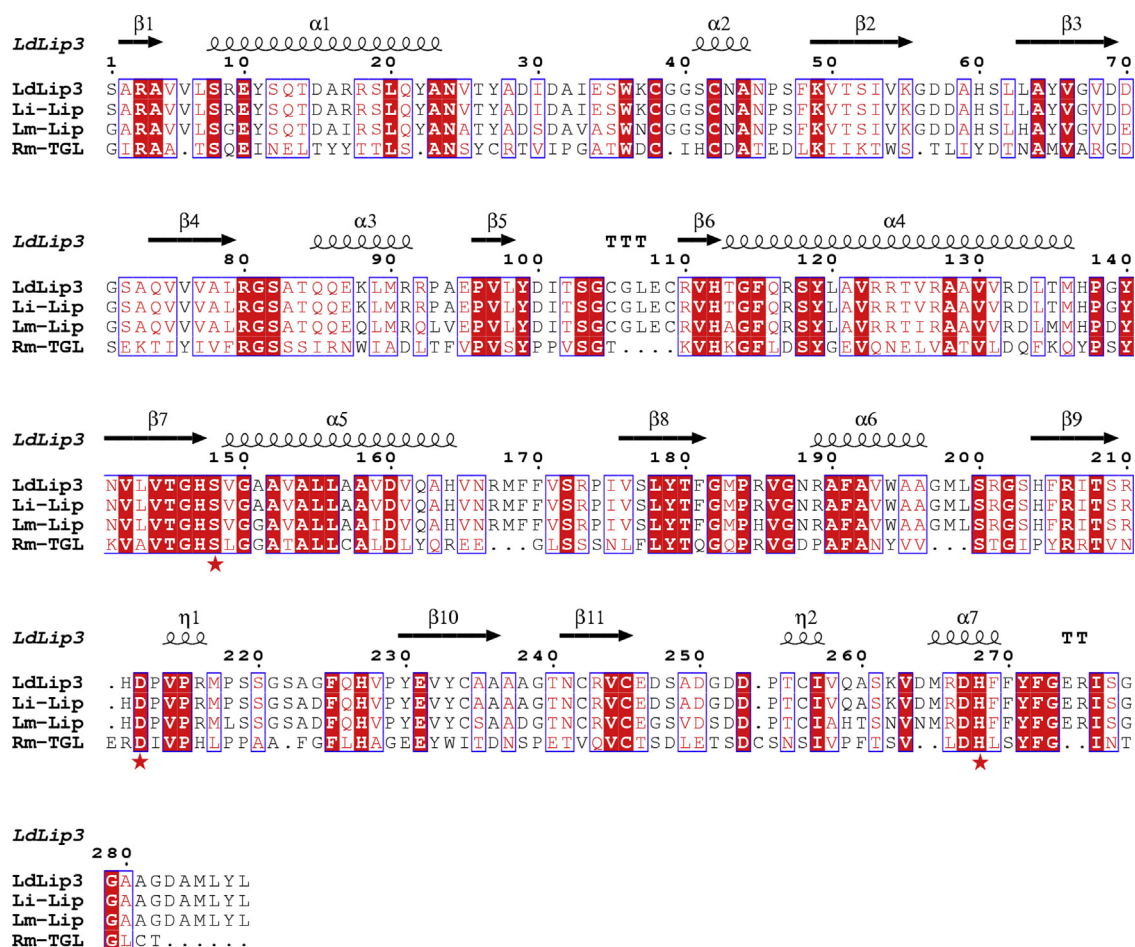 β1 α1 α2 β2 β3
LdLip3
1 10 20 30 40 50 60 70
LdLip3 SARAVVLSREYSQTDARRSLQYANVTYADIDAIESWKCGGSCNANPSFKVTSIVKGDDAHSLLAYVGVDD
Li-Lip SARAVVLSREYSQTDARRSLQYANVTYADIDAIESWKCGGSCNANPSFKVTSIVKGDDAHSLLAYVGVDD
Lm-Lip GARAVVLSGEYSQTDAIRSLQYANATYADSDAVASWNCGGSCNANPSFKVTSIVKGDDAHSLHAYVGVDE
Rm-TGL GIRAA.TSQEINELTYYTTLS.ANSYCRTVIPGATWDC.IHCDATEDLKIIKTWS.TLIYDTNAMVARGD
β4 α3 β5 TTT β6 α4
LdLip3
80 90 100 110 120 130 140
LdLip3 GSAQVVVALRGSATQQEKLMRRPAEPVLYDITSGCGLECRVHTGFQRSYLAVRRTVRAAVVRDLTMHPGY
Li-Lip GSAQVVVALRGSATQQEKLMRRPAEPVLYDITSGCGLECRVHTGFQRSYLAVRRTVRAAVVRDLTMHPGY
Lm-Lip GSAQVVVALRGSATQQEQLMRQLVEPVLYDITSGCGLECRVHAGFQRSYLAVRRTIRAAVVRDLMMHPDY
Rm-TGL SEKTIYIVFRGSSSIRNWIADLTFVPVSYPPVSGT....KVHKGFLDSYGEVQNELVATVLDQFKQYPSY
β7 α5 β8 α6 β9
LdLip3
150 160 170 180 190 200 210
LdLip3 NVLVTGHSVGAAVALLAAVDVQAHVNRMFFVSRPIVSLYTFGMPRVGNRAFAVWAAGMLSRGSHFRITSR
Li-Lip NVLVTGHSVGAAVALLAAVDVQAHVNRMFFVSRPIVSLYTFGMPRVGNRAFAVWAAGMLSRGSHFRITSR
Lm-Lip NVLVTGHSVGGAVALLAAIDVQAHVNRMFFVSRPIVSLYTFGMPHVGNRAFAVWAAGMLSRGSHFRITSR
Rm-TGL KVAVTGHSLGGATALLCALDLYQREE...GLSSSNLFLYTQGQPRVGDPAFANYVV...STGIPYRRTVN
η1 β10 β11 η2 α7 TT
LdLip3
220 230 240 250 260 270
LdLip3 .HDPVPRMPSSGSAGFQHVPYEVYCAAAAGTNCRVCEDSADGDD.PTCIVQASKVDMRDHFFYFGERISG
Li-Lip .HDPVPRMPSSGSADFQHVPYEVYCAAAAGTNCRVCEDSADGDD.PTCIVQASKVDMRDHFFYFGERISG
Lm-Lip .HDPVPRMLSSGSADFQHVPYEVYCSAADGTNCRVCEGSVDSDD.PTCIAHTSNVNMRDHFFYFGERISG
Rm-TGL ERDIVPHLPPAA.FGFLHAGEEYWITDNSPETVQVCTSDLETSDCSNSIVPFTSV..LDHLSYFG..INT
LdLip3
280
LdLip3 GAAGDAMLYL
Li-Lip GAAGDAMLYL
Lm-Lip GAAGDAMLYL
Rm-TGL GLCT......